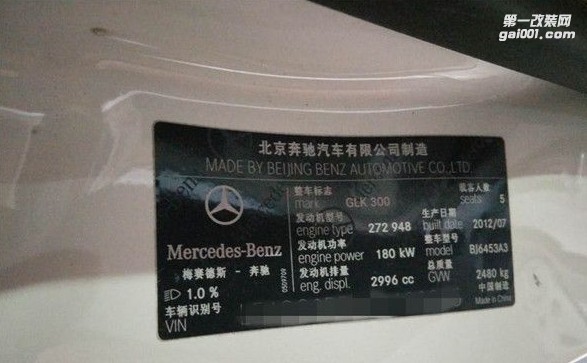 第一改装网
gai001.com
北京奔驰汽车有限公司制造
MADE BY BEIJING BENZ AUTOMOTIVE CO.,LTD.
整车标志 乘客人数
mark GLK 300 seats 5
发动机型号 生产日期
engine type 272 948 built date 2012/07
发动机功率 整车型号
engine power 180 kW model BJ6453A3
发动机排量 总质量
eng. displ. 2996 cc GVW 2480 kg
Mercedes-Benz
梅赛德斯 - 奔驰
1.0 %
车辆识别号
VIN
中国制造
Made in China